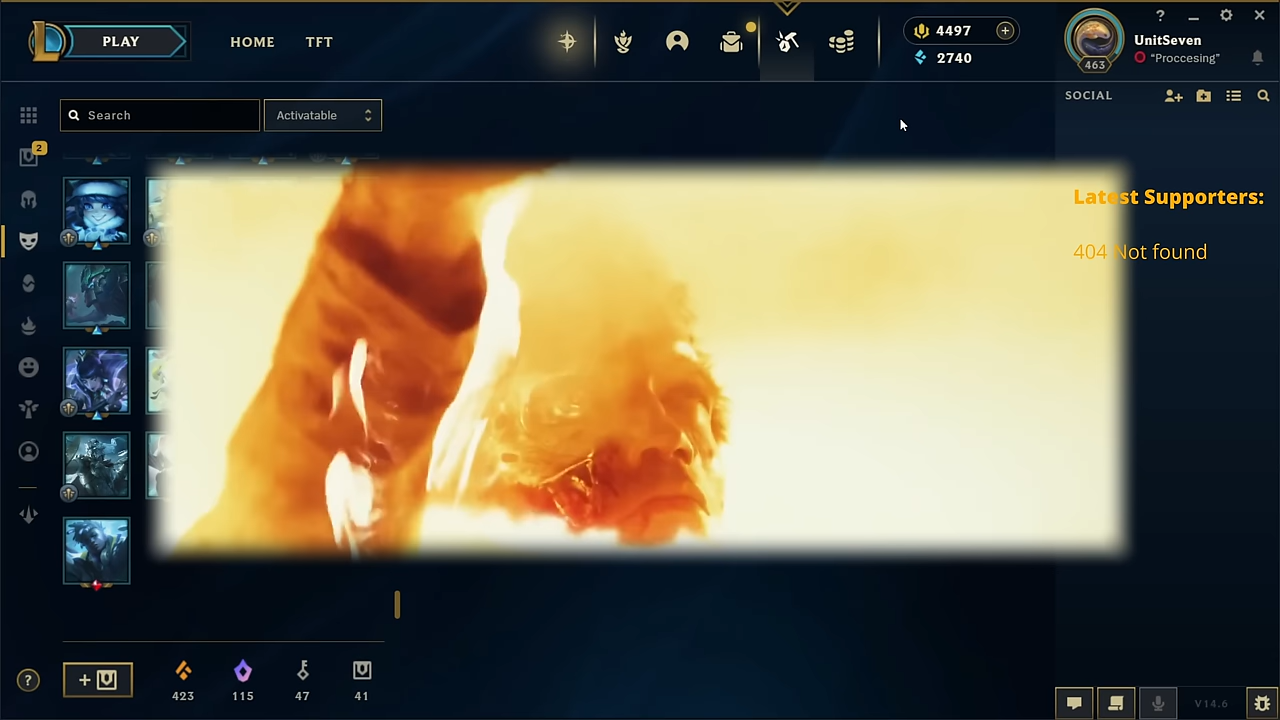 PLAY
HOME
TFT
4497
2740
463
UnitSeven
"Proccesing"
SOCIAL
Search
Activatable
2
Latest Supporters:
404 Not found
423
115
47
41
V14.6